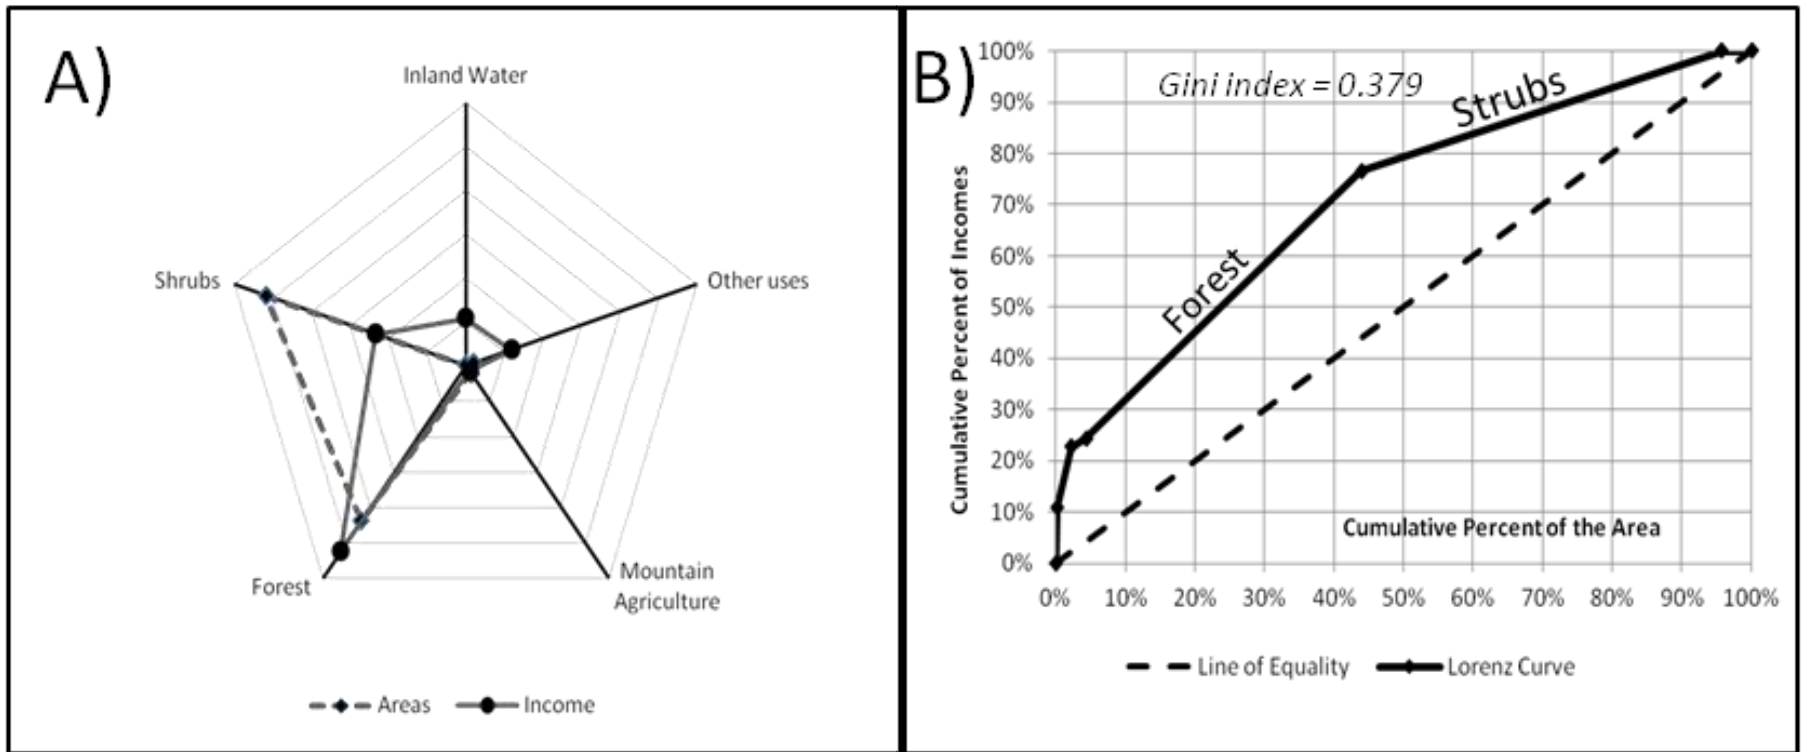 A)
Inland Water
Other uses
Shrubs
Forest
Mountain
Agriculture
Areas
Income
B)
Gini index = 0.379
Strubs
Forest
Cumulative Percent of Incomes
100%
90%
80%
70%
60%
50%
40%
30%
20%
10%
0%
Cumulative Percent of the Area
0% 10% 20% 30% 40% 50% 60% 70% 80% 90% 100%
Line of Equality
Lorenz Curve